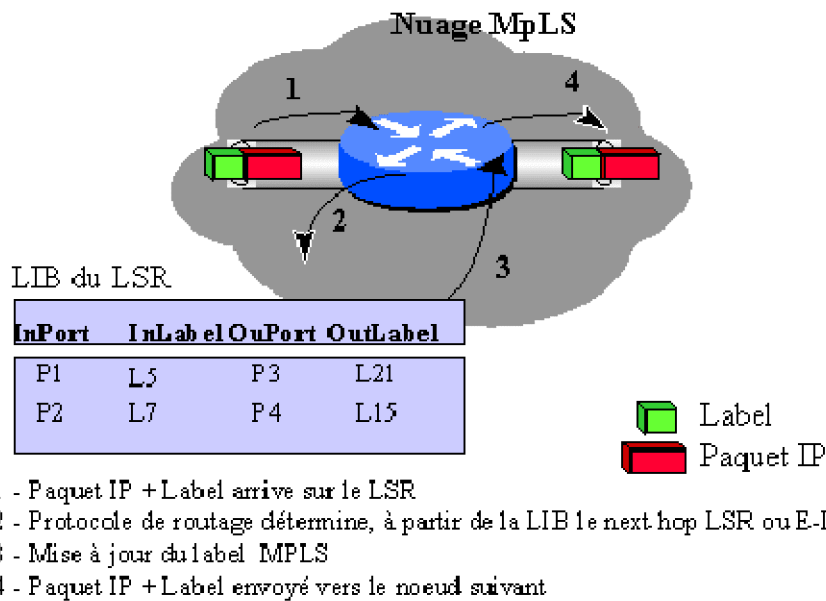 Nuage MpLS
1
4
2
3
LIB du LSR
InPort InLabel OuPort OutLabel
P1 L5 P3 L21
P2 L7 P4 L15
Label
Paquet IP
- Paquet IP + Label arrive sur le LSR
2 - Protocole de routage détermine, à partir de la LIB le next hop LSR ou
3 - Mise à jour du label MPLS
4 - Paquet IP + Label envoyé vers le noeud suivant